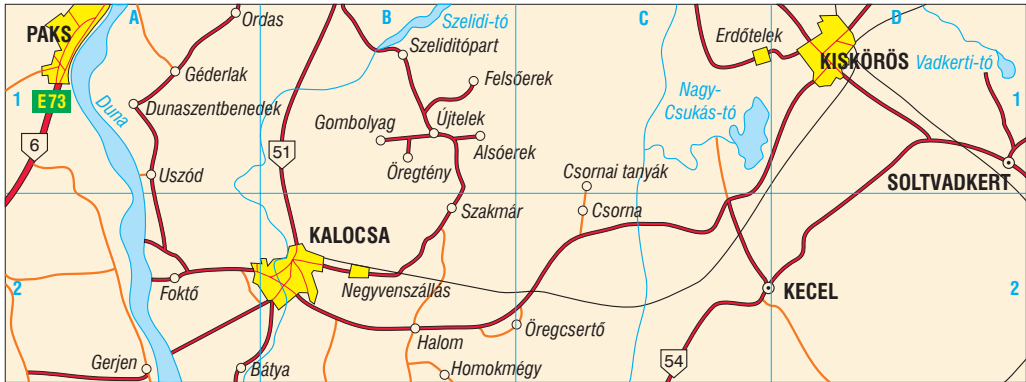 A
B
C
D
Ordas
Szelidi-tó
PAKS
Szeliditópart
Erdőtelek
KISKŐRÖS
Vadkerti-tó
Géderlak
Felsőerek
1
E73
Duna
Dunaszentbenedek
Nagy-
Csukás-tó
1
Gombolyag
Újtelek
6
51
Alsóerek
Öregtény
Uszód
Csornai tanyák
SOLTVADKERT
Szakmár
Csorna
KALOCSA
2
Foktő
Negyvenszállás
KECEL
2
Öregcsertő
Halom
Gerjen
Bátya
Homokmégy
54